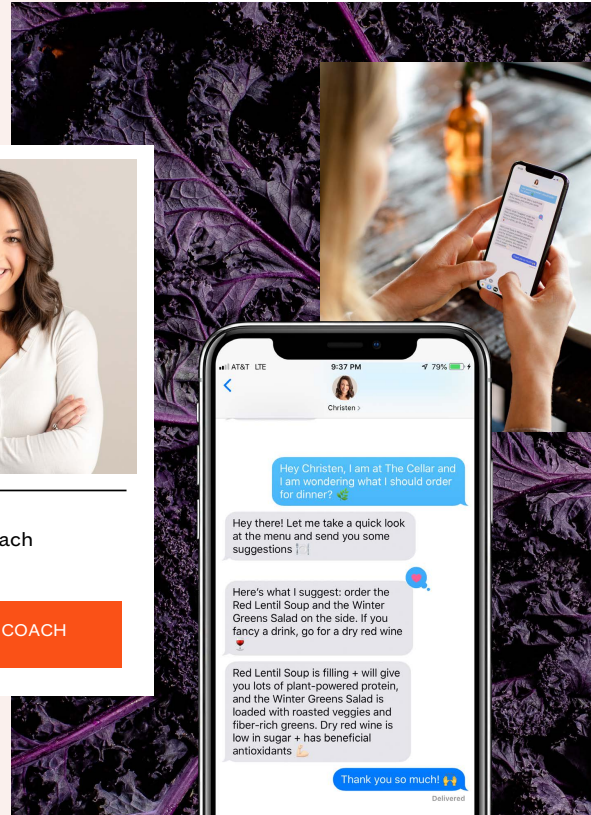 ach
COACH
AT&T LTE
9:37 PM
79%
Christen >
Hey Christen, I am at The Cellar and
I am wondering what I should order
for dinner? 🌿
Hey there! Let me take a quick look
at the menu and send you some
suggestions 🍽️
Here's what I suggest: order the
Red Lentil Soup and the Winter
Greens Salad on the side. If you
fancy a drink, go for a dry red wine
🍷
Red Lentil Soup is filling + will give
you lots of plant-powered protein,
and the Winter Greens Salad is
loaded with roasted veggies and
fiber-rich greens. Dry red wine is
low in sugar + has beneficial
antioxidants 💪🏻
Thank you so much! 🙌
Delivered